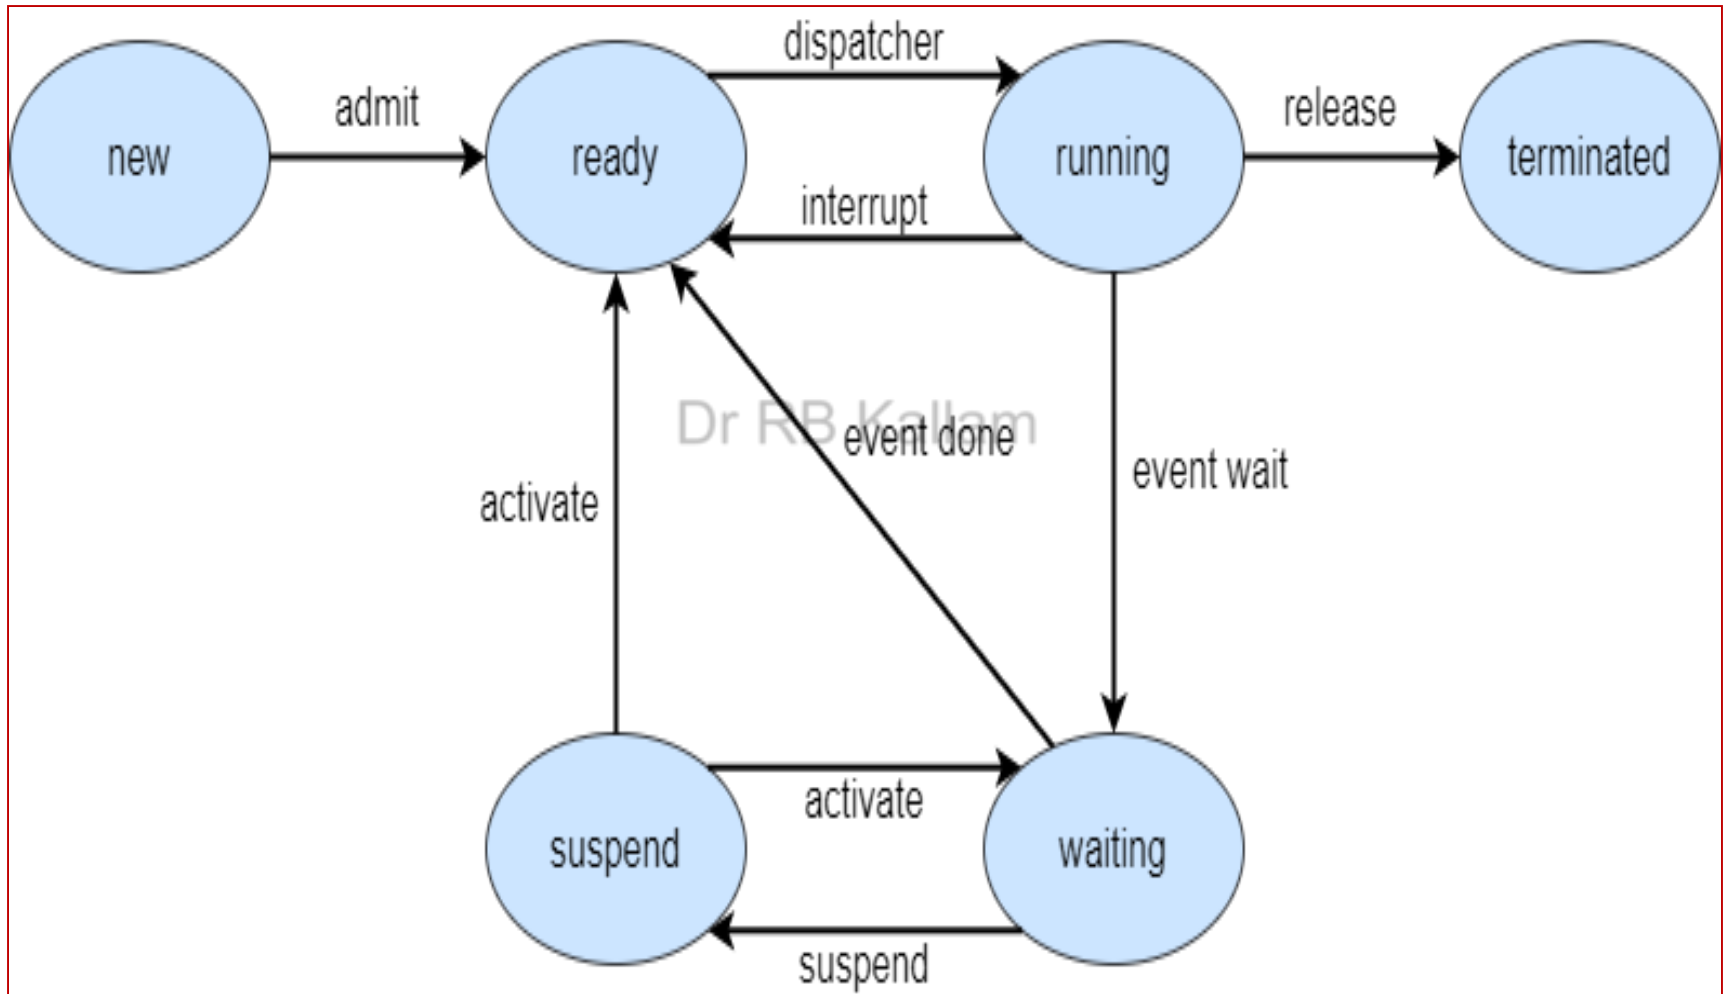 dispatcher
admit
release
new
ready
running
terminated
interrupt
Dr RB Kallam
event done
event wait
activate
activate
suspend
waiting
suspend